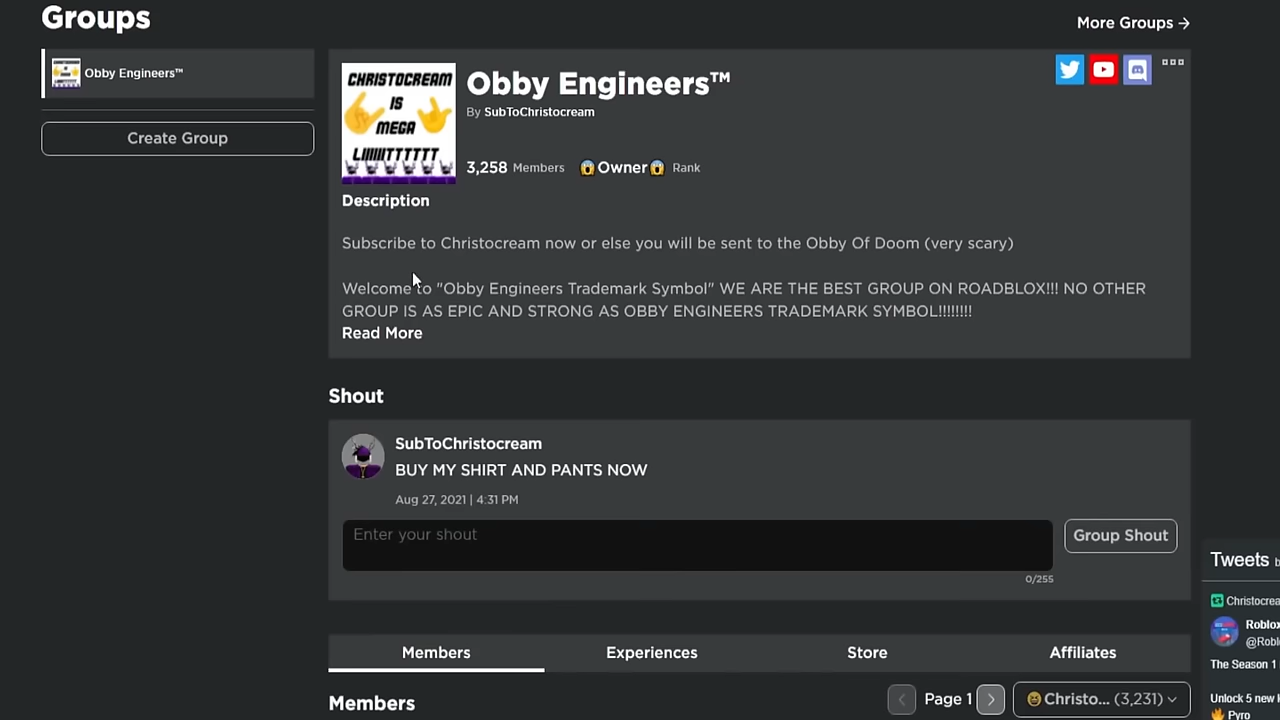 Groups
More Groups →
Obby Engineers™
Create Group
CHRISTOCREAM
IS
MEGA
LIIIIITTTTTT
Obby Engineers™
By SubToChristocream
3,258 Members 😱Owner😱 Rank
Description
Subscribe to Christocream now or else you will be sent to the Obby Of Doom (very scary)
Welcome to "Obby Engineers Trademark Symbol" WE ARE THE BEST GROUP ON ROADBLOX!!! NO OTHER
GROUP IS AS EPIC AND STRONG AS OBBY ENGINEERS TRADEMARK SYMBOL!!!!!!!!
Read More
Shout
SubToChristocream
BUY MY SHIRT AND PANTS NOW
Aug 27, 2021 | 4:31 PM
Enter your shout
Group Shout
0/255
Tweets b
Christocrea
Roblox
@Robl
The Season 1
Unlock 5 new k
🔥 Pyro
Members
Experiences
Store
Affiliates
Members
Page 1
Christo... (3,231)